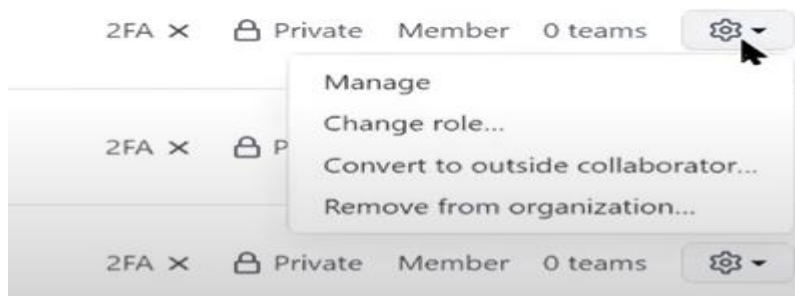 2FA × Private Member 0 teams
Manage
Change role...
2FA × P
Convert to outside collaborator...
Remove from organization...
2FA × Private Member 0 teams